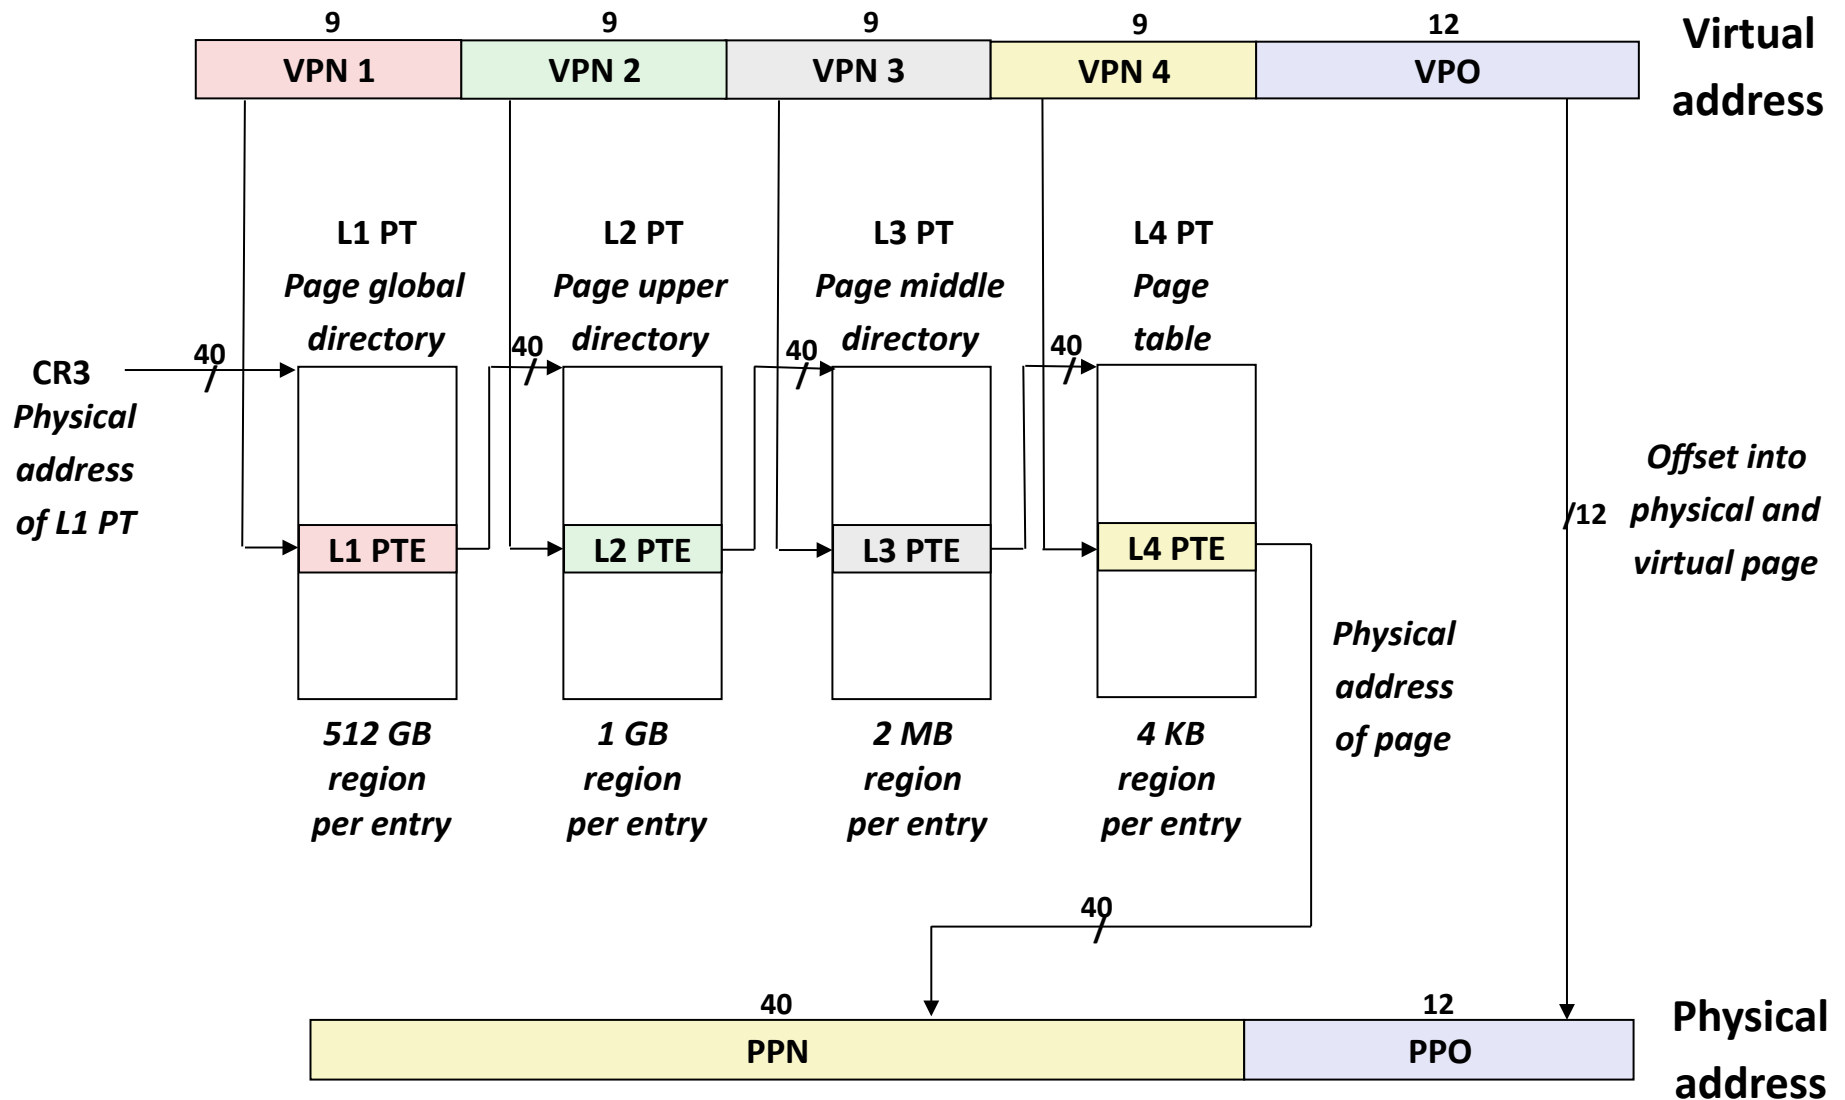 9
9
9
9
12
Virtual
address
VPN 1
VPN 2
VPN 3
VPN 4
VPO
L1 PT
Page global
directory
L2 PT
Page upper
directory
L3 PT
Page middle
directory
L4 PT
Page
table
CR3
Physical
address
of L1 PT
40
/
40
/
40
/
40
/
L1 PTE
L2 PTE
L3 PTE
L4 PTE
/12
Offset into
physical and
virtual page
512 GB
region
per entry
1 GB
region
per entry
2 MB
region
per entry
4 KB
region
per entry
Physical
address
of page
40
/
40
12
PPN
PPO
Physical
address